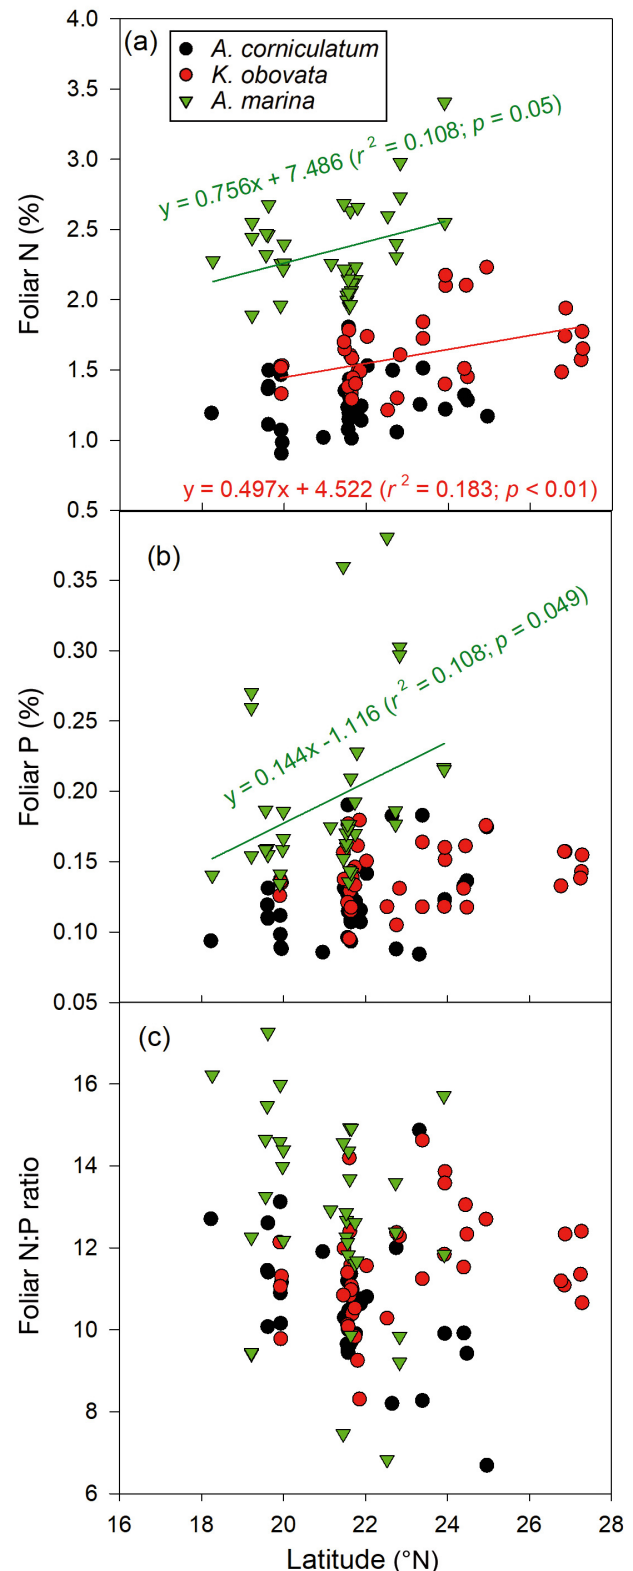 4.0
(a)
A. corniculatum
K. obovata
A. marina
3.5
3.0
2.5
2.0
1.5
1.0
0.5
Foliar N (%)
y = 0.756x + 7.486 (r² = 0.108; p = 0.05)
y = 0.497x + 4.522 (r² = 0.183; p < 0.01)
(b)
0.35
0.30
0.25
0.20
0.15
0.10
0.05
Foliar P (%)
y = 0.144x -1.116 (r² = 0.108; p = 0.049)
(c)
16
14
12
10
8
6
Foliar N:P ratio
16 18 20 22 24 26 28
Latitude (°N)